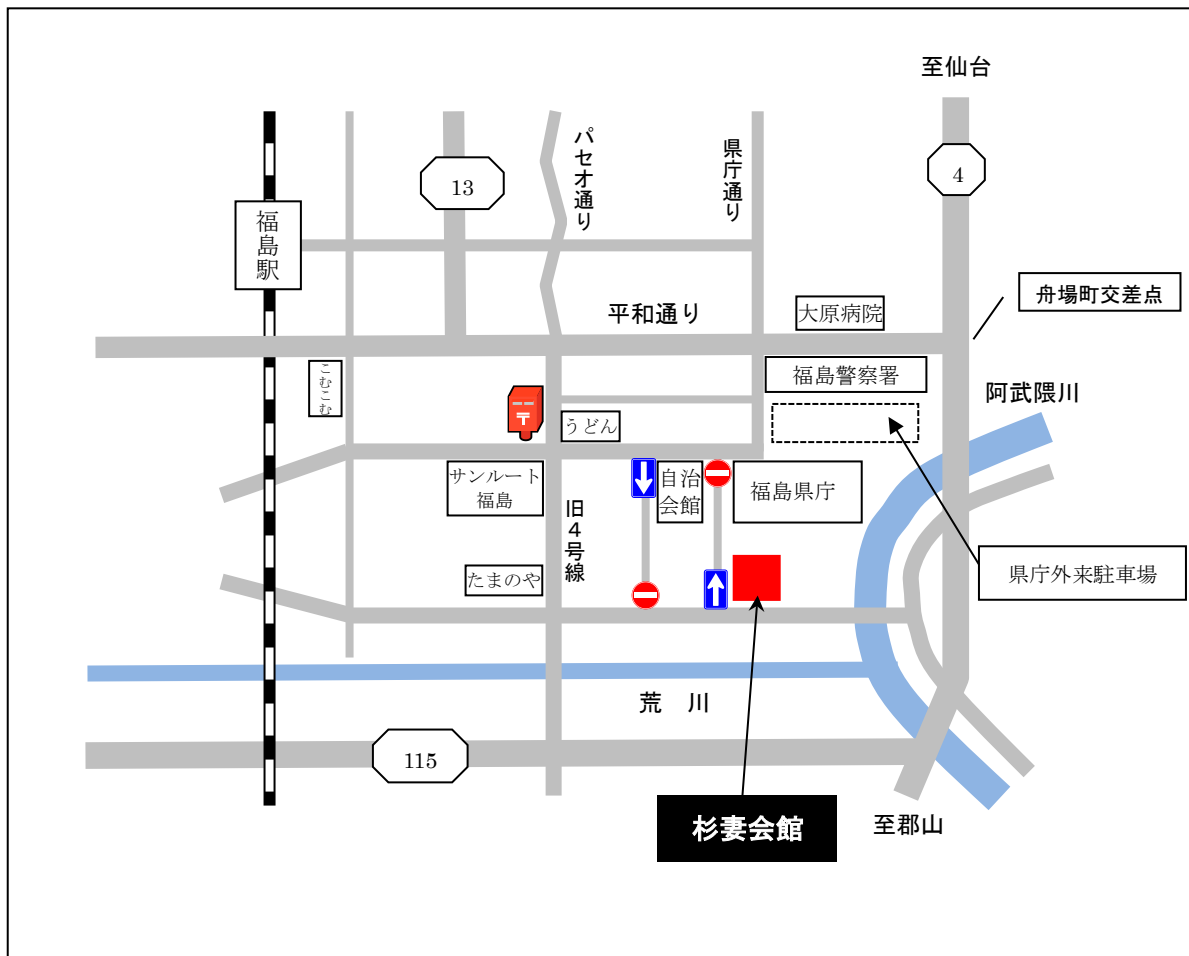 至仙台
パセオ通り
県庁通り
13
4
福島駅
舟場町交差点
大原病院
平和通り
こむこむ
福島警察署
阿武隈川
〒
うどん
サンルート
福島
自治
会館
福島県庁
旧4号線
県庁外来駐車場
たまのや
荒　川
115
杉妻会館
至郡山